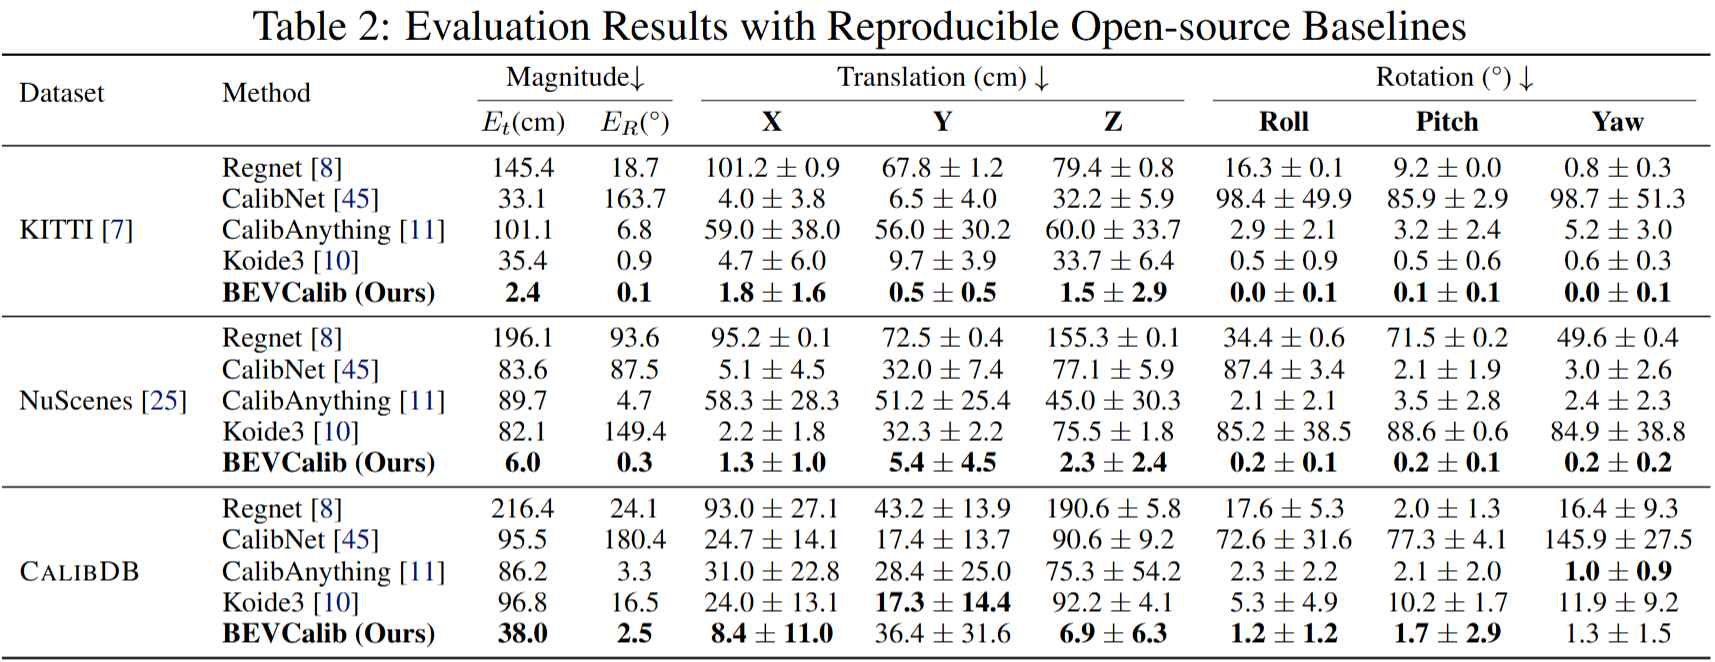 Table 2: Evaluation Results with Reproducible Open-source Baselines
Dataset Method Magnitude↓ Translation (cm) ↓ Rotation (°) ↓
E_t(cm) E_R(°) X Y Z Roll Pitch Yaw
Regnet [8] 145.4 18.7 101.2 ± 0.9 67.8 ± 1.2 79.4 ± 0.8 16.3 ± 0.1 9.2 ± 0.0 0.8 ± 0.3
CalibNet [45] 33.1 163.7 4.0 ± 3.8 6.5 ± 4.0 32.2 ± 5.9 98.4 ± 49.9 85.9 ± 2.9 98.7 ± 51.3
KITTI [7] CalibAnything [11] 101.1 6.8 59.0 ± 38.0 56.0 ± 30.2 60.0 ± 33.7 2.9 ± 2.1 3.2 ± 2.4 5.2 ± 3.0
Koide3 [10] 35.4 0.9 4.7 ± 6.0 9.7 ± 3.9 33.7 ± 6.4 0.5 ± 0.9 0.5 ± 0.6 0.6 ± 0.3
BEVCalib (Ours) 2.4 0.1 1.8 ± 1.6 0.5 ± 0.5 1.5 ± 2.9 0.0 ± 0.1 0.1 ± 0.1 0.0 ± 0.1
Regnet [8] 196.1 93.6 95.2 ± 0.1 72.5 ± 0.4 155.3 ± 0.1 34.4 ± 0.6 71.5 ± 0.2 49.6 ± 0.4
CalibNet [45] 83.6 87.5 5.1 ± 4.5 32.0 ± 7.4 77.1 ± 5.9 87.4 ± 3.4 2.1 ± 1.9 3.0 ± 2.6
NuScenes [25] CalibAnything [11] 89.7 4.7 58.3 ± 28.3 51.2 ± 25.4 45.0 ± 30.3 2.1 ± 2.1 3.5 ± 2.8 2.4 ± 2.3
Koide3 [10] 82.1 149.4 2.2 ± 1.8 32.3 ± 2.2 75.5 ± 1.8 85.2 ± 38.5 88.6 ± 0.6 84.9 ± 38.8
BEVCalib (Ours) 6.0 0.3 1.3 ± 1.0 5.4 ± 4.5 2.3 ± 2.4 0.2 ± 0.1 0.2 ± 0.1 0.2 ± 0.2
Regnet [8] 216.4 24.1 93.0 ± 27.1 43.2 ± 13.9 190.6 ± 5.8 17.6 ± 5.3 2.0 ± 1.3 16.4 ± 9.3
CalibNet [45] 95.5 180.4 24.7 ± 14.1 17.4 ± 13.7 90.6 ± 9.2 72.6 ± 31.6 77.3 ± 4.1 145.9 ± 27.5
CALIBDB CalibAnything [11] 86.2 3.3 31.0 ± 22.8 28.4 ± 25.0 75.3 ± 54.2 2.3 ± 2.2 2.1 ± 2.0 1.0 ± 0.9
Koide3 [10] 96.8 16.5 24.0 ± 13.1 17.3 ± 14.4 92.2 ± 4.1 5.3 ± 4.9 10.2 ± 1.7 11.9 ± 9.2
BEVCalib (Ours) 38.0 2.5 8.4 ± 11.0 36.4 ± 31.6 6.9 ± 6.3 1.2 ± 1.2 1.7 ± 2.9 1.3 ± 1.5